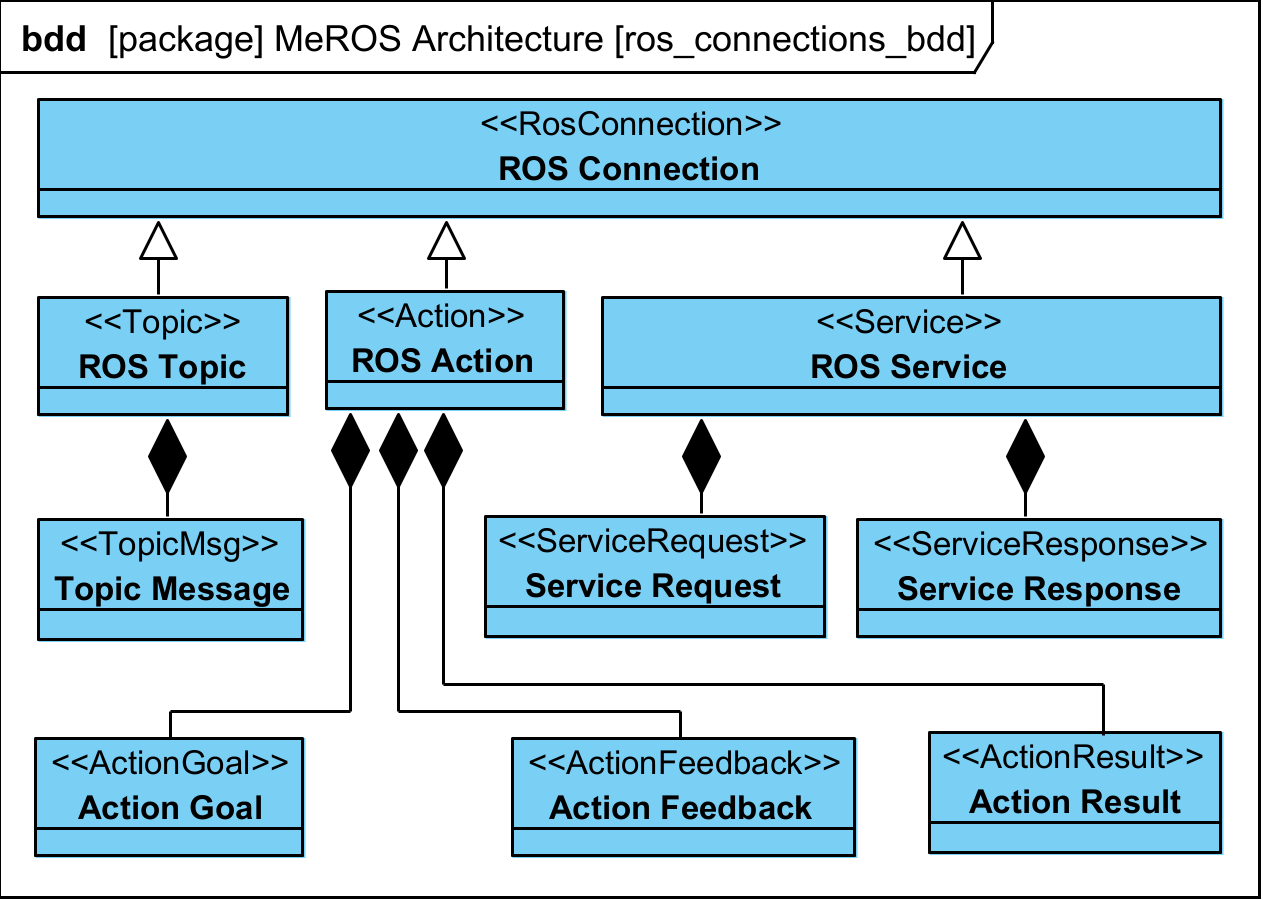 bdd [package] MeROS Architecture [ros_connections_bdd]
<<RosConnection>>
ROS Connection
<<Topic>>
ROS Topic
<<Action>>
ROS Action
<<Service>>
ROS Service
<<TopicMsg>>
Topic Message
<<ServiceRequest>>
Service Request
<<ServiceResponse>>
Service Response
<<ActionGoal>>
Action Goal
<<ActionFeedback>>
Action Feedback
<<ActionResult>>
Action Result